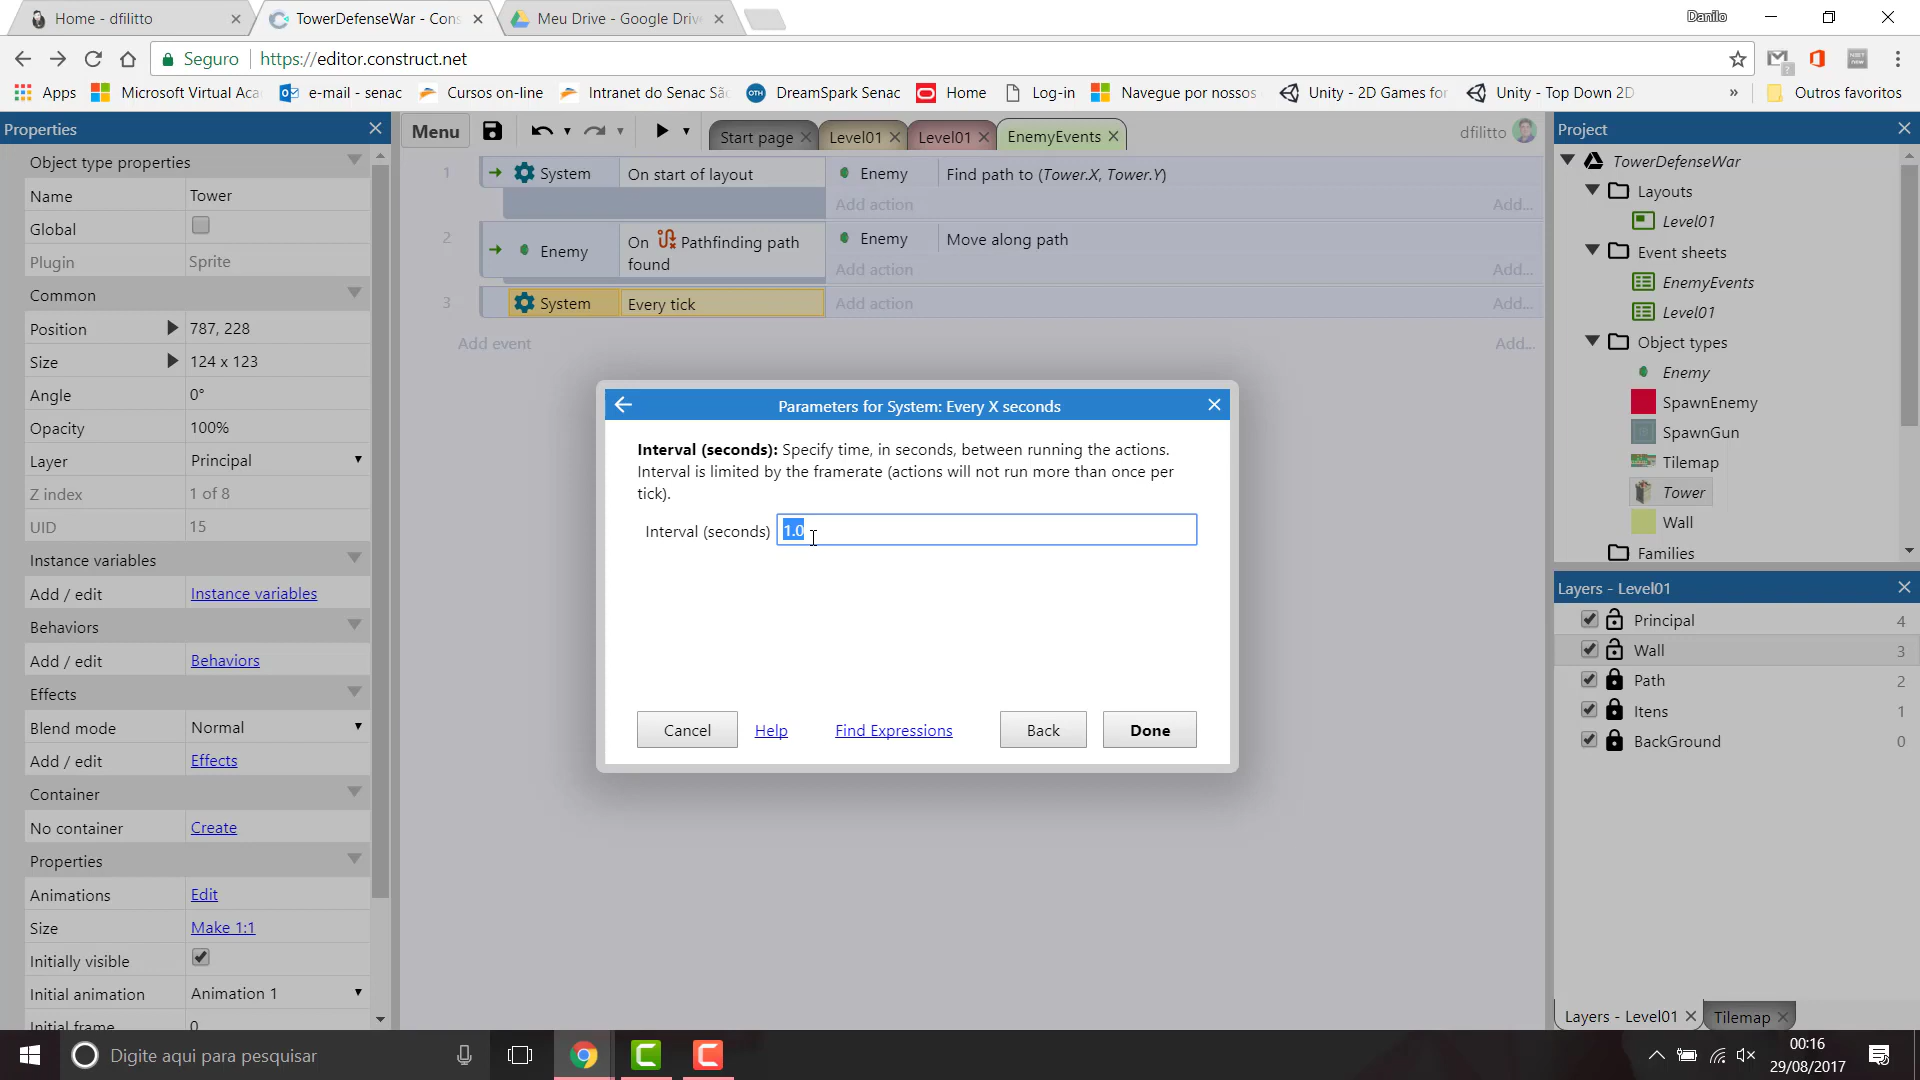 Home - dfilitto
TowerDefenseWar - Cons
Meu Drive - Google Driv
Danilo
Seguro
https://editor.construct.net
Apps
Microsoft Virtual Aca
e-mail - senac
Cursos on-line
Intranet do Senac Sã
DreamSpark Senac
Home
Log-in
Navegue por nossos
Unity - 2D Games for
Unity - Top Down 2D
»
Outros favoritos
Properties
Menu
Start page
Level01
Level01
EnemyEvents
dfilitto
Project
Object type properties
Name
Tower
Global
Plugin
Sprite
Common
Position
787, 228
Size
124 x 123
Angle
0°
Opacity
100%
Layer
Principal
Z index
1 of 8
UID
15
Instance variables
Add / edit
Instance variables
Behaviors
Add / edit
Behaviors
Effects
Blend mode
Normal
Add / edit
Effects
Container
No container
Create
Properties
Animations
Edit
Size
Make 1:1
Initially visible
Initial animation
Animation 1
Initial frame
0
1
System
On start of layout
Enemy
Find path to (Tower.X, Tower.Y)
Add action
Add...
2
Enemy
On Pathfinding path
found
Enemy
Move along path
Add action
Add...
3
System
Every tick
Add action
Add...
Add event
Add...
Parameters for System: Every X seconds
Interval (seconds): Specify time, in seconds, between running the actions.
Interval is limited by the framerate (actions will not run more than once per
tick).
Interval (seconds)
1.0
Cancel
Help
Find Expressions
Back
Done
TowerDefenseWar
Layouts
Level01
Event sheets
EnemyEvents
Level01
Object types
Enemy
SpawnEnemy
SpawnGun
Tilemap
Tower
Wall
Families
Layers - Level01
Principal
4
Wall
3
Path
2
Itens
1
BackGround
0
Layers - Level01
Tilemap
Digite aqui para pesquisar
00:16
29/08/2017